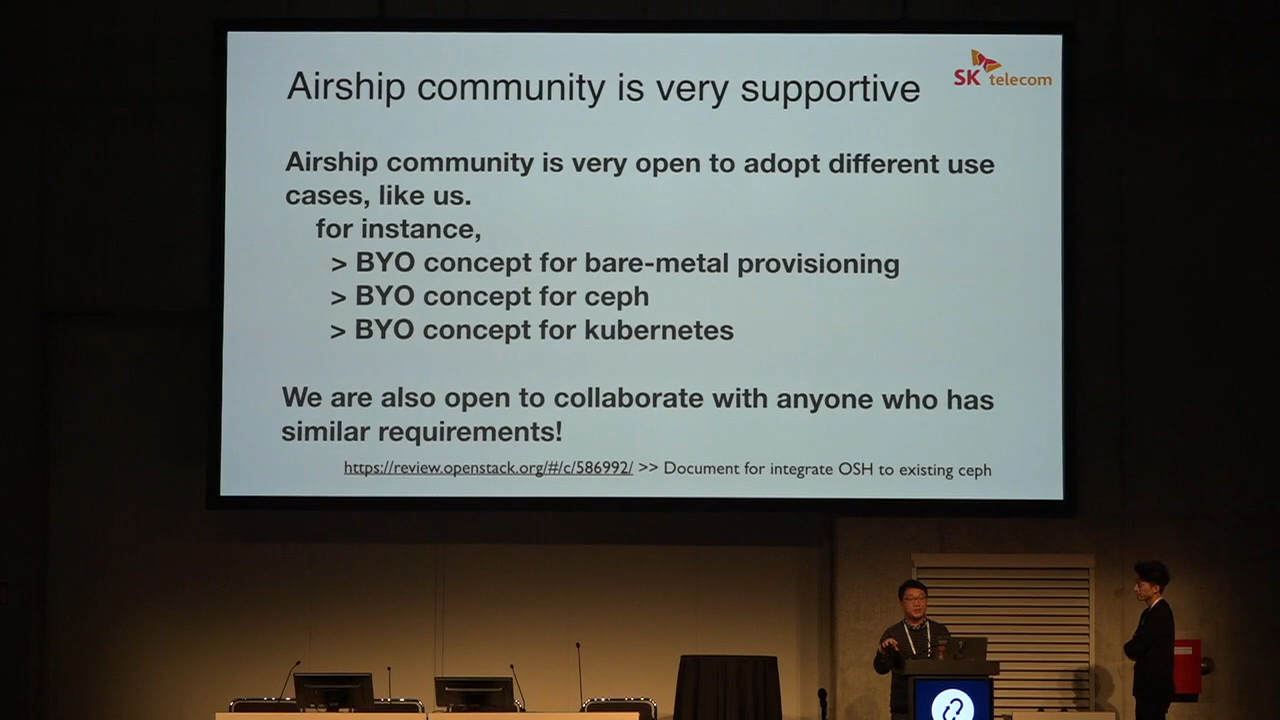 Airship community is very supportive
SK telecom
Airship community is very open to adopt different use
cases, like us.
for instance,
> BYO concept for bare-metal provisioning
> BYO concept for ceph
> BYO concept for kubernetes
We are also open to collaborate with anyone who has
similar requirements!
https://review.openstack.org/#/c/586992/ >> Document for integrate OSH to existing ceph